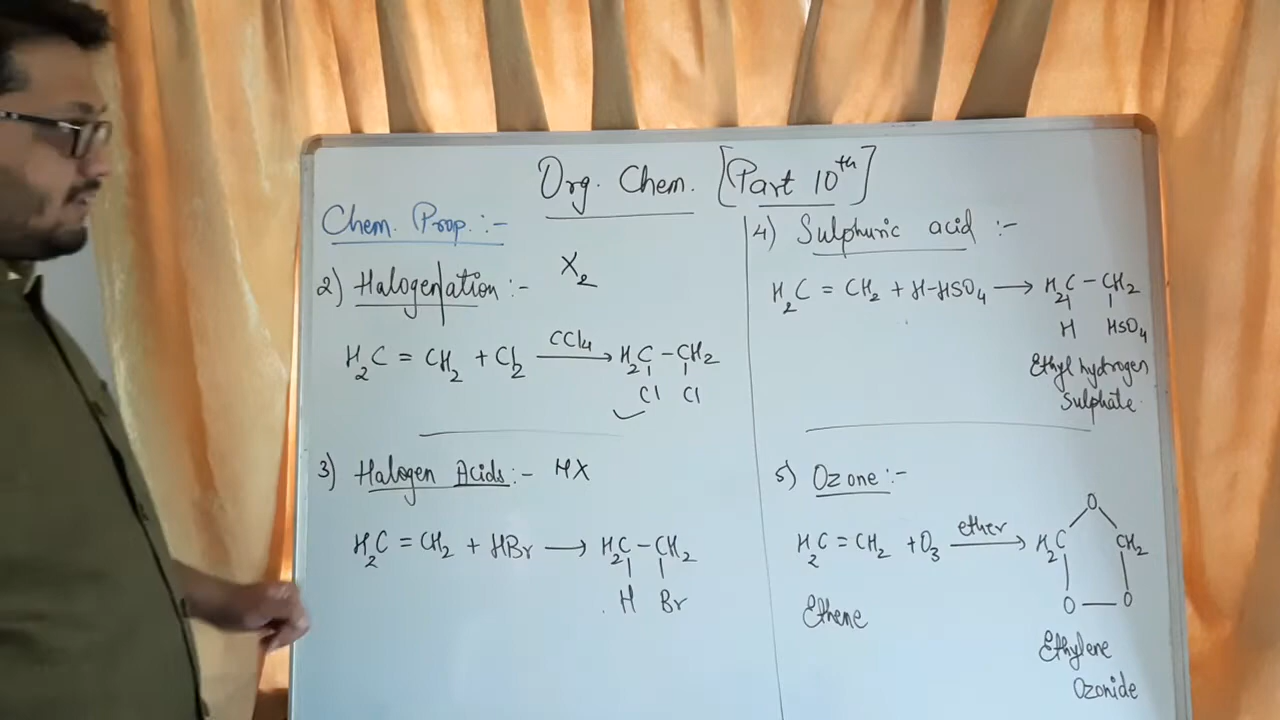 Org. Chem. [Part 10th]
Chem. Prop. :-
2) Halogenation :- X2
H2C = CH2 + Cl2 CCl4 → H2C - CH2
Cl Cl
3) Halogen Acids :- HX
H2C = CH2 + HBr → H2C - CH2
H Br
4) Sulphuric acid :-
H2C = CH2 + H-HSO4 → H2C - CH2
H HSO4
Ethyl hydrogen
Sulphate.
5) Ozone :-
O
H2C = CH2 + O3 ether → H2C CH2
O - O
Ethene
Ethylene
Ozonide